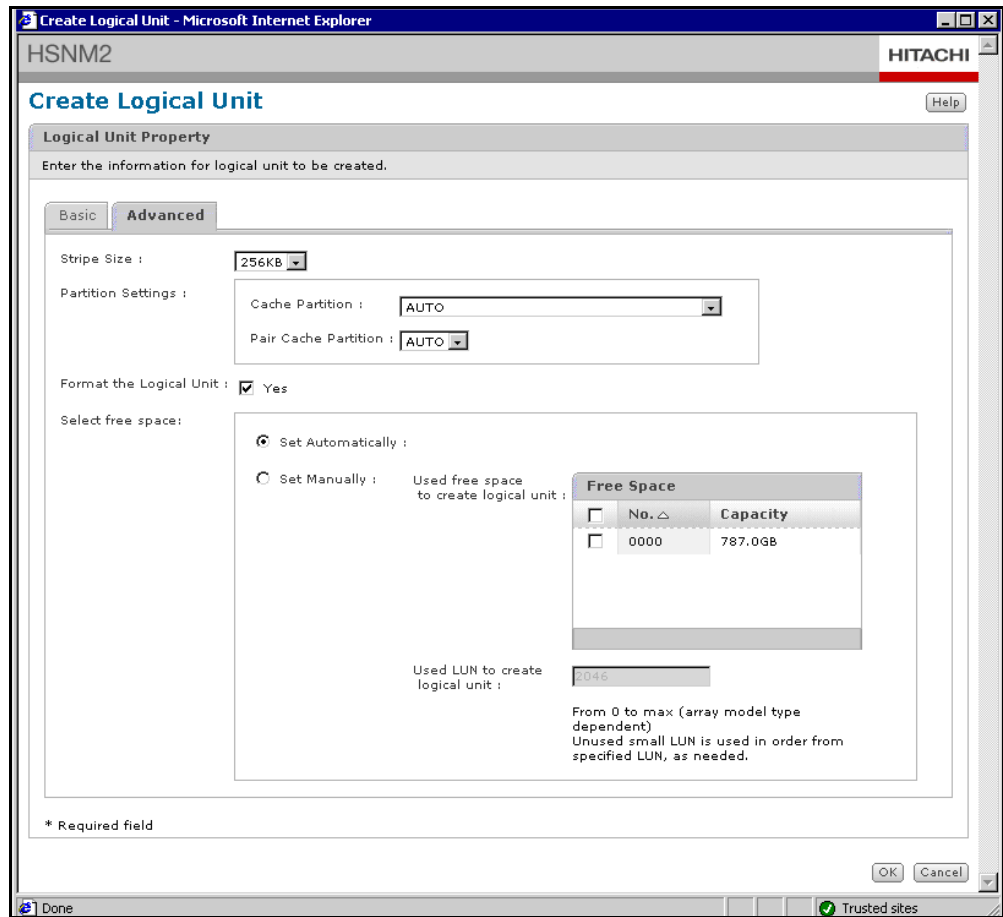 Create Logical Unit - Microsoft Internet Explorer
HSNM2
HITACHI
Create Logical Unit
Help
Logical Unit Property
Enter the information for logical unit to be created.
Basic
Advanced
Stripe Size :
256KB
Partition Settings :
Cache Partition :
AUTO
Pair Cache Partition :
AUTO
Format the Logical Unit :
Yes
Select free space:
Set Automatically :
Set Manually :
Used free space
to create logical unit :
Free Space
No.
Capacity
0000
787.0GB
Used LUN to create
logical unit :
2046
From 0 to max (array model type
dependent)
Unused small LUN is used in order from
specified LUN, as needed.
* Required field
OK
Cancel
Done
Trusted sites